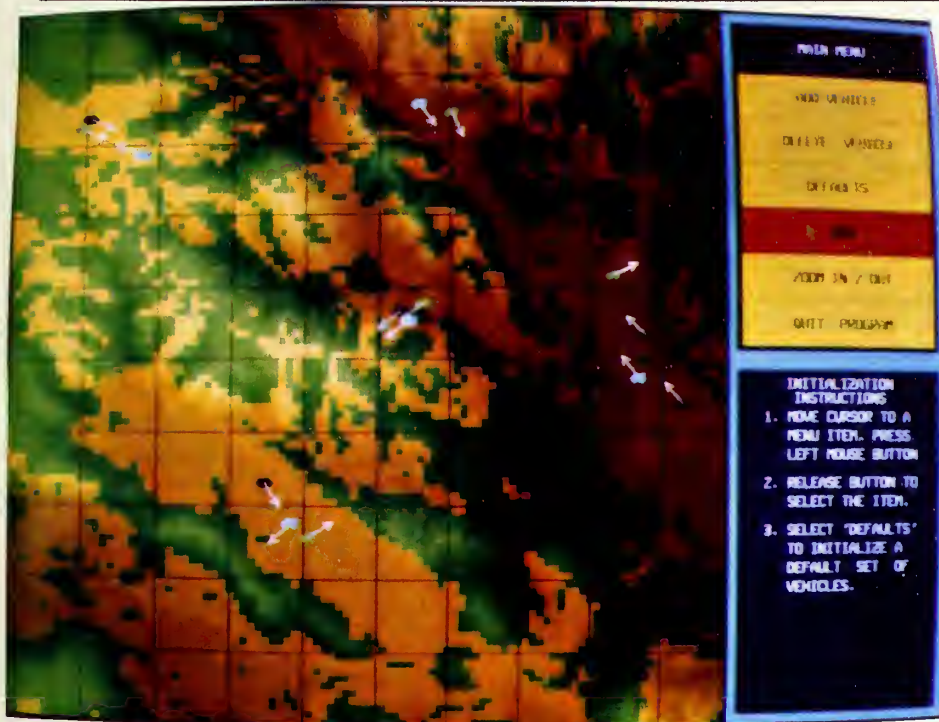 MAIN MENU
ADD VEHICLE
DELETE VEHICLE
DEFAULTS
ZOOM IN / OUT
QUIT PROGRAM
INITIALIZATION
INSTRUCTIONS
1. MOVE CURSOR TO A
MENU ITEM. PRESS
LEFT MOUSE BUTTON
2. RELEASE BUTTON TO
SELECT THE ITEM.
3. SELECT "DEFAULTS"
TO INITIALIZE A
DEFAULT SET OF
VEHICLES.